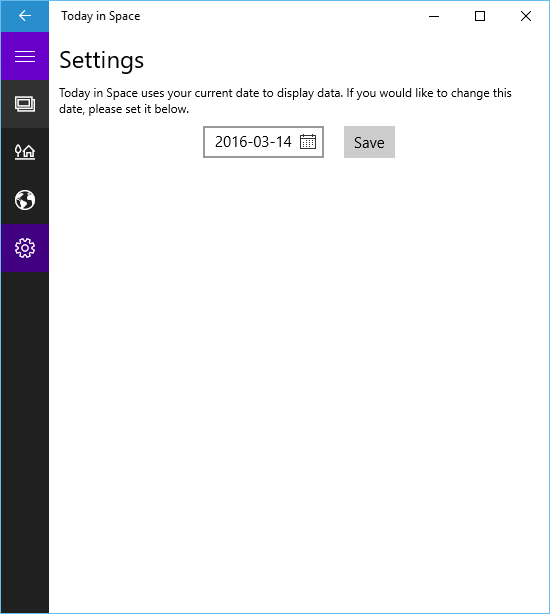 Today in Space
Settings
Today in Space uses your current date to display data. If you would like to change this
date, please set it below.
2016-03-14
Save